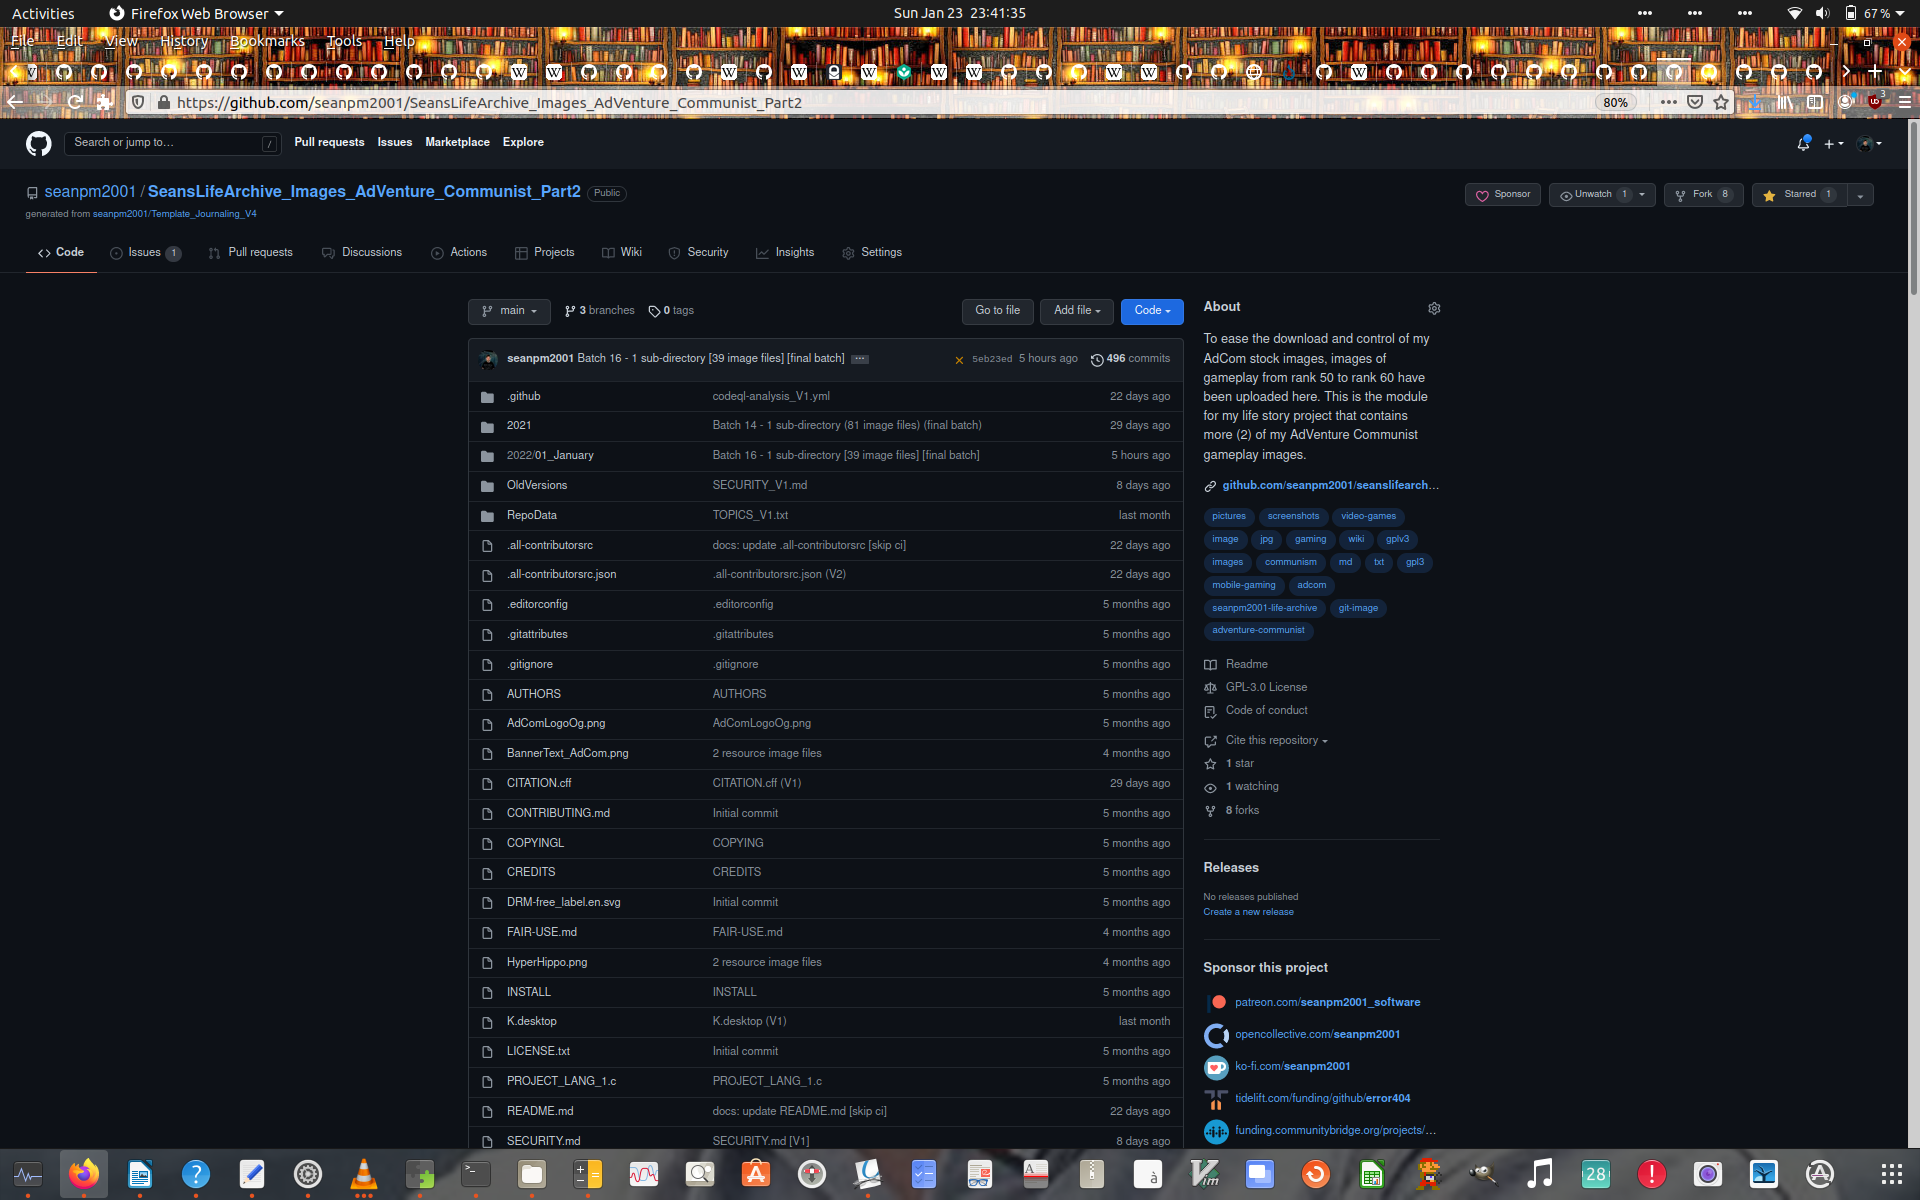 Activities Firefox Web Browser Sun Jan 23 23:41:35 67 %
File Edit View History Bookmarks Tools Help
https://github.com/seanpm2001/SeansLifeArchive_Images_AdVenture_Communist_Part2 80% 3
Search or jump to… / Pull requests Issues Marketplace Explore
seanpm2001 / SeansLifeArchive_Images_AdVenture_Communist_Part2 Public Sponsor Unwatch 1 Fork 8 Starred 1
generated from seanpm2001/Template_Journaling_V4
Code Issues 1 Pull requests Discussions Actions Projects Wiki Security Insights Settings
main 3 branches 0 tags Go to file Add file Code
seanpm2001 Batch 16 - 1 sub-directory [39 image files] [final batch] ··· 5eb23ed 5 hours ago 496 commits
.github codeql-analysis_V1.yml 22 days ago
2021 Batch 14 - 1 sub-directory (81 image files) (final batch) 29 days ago
2022/01_January Batch 16 - 1 sub-directory [39 image files] [final batch] 5 hours ago
OldVersions SECURITY_V1.md 8 days ago
RepoData TOPICS_V1.txt last month
.all-contributorsrc docs: update .all-contributorsrc [skip ci] 22 days ago
.all-contributorsrc.json .all-contributorsrc.json (V2) 22 days ago
.editorconfig .editorconfig 5 months ago
.gitattributes .gitattributes 5 months ago
.gitignore .gitignore 5 months ago
AUTHORS AUTHORS 5 months ago
AdComLogoOg.png AdComLogoOg.png 5 months ago
BannerText_AdCom.png 2 resource image files 4 months ago
CITATION.cff CITATION.cff (V1) 29 days ago
CONTRIBUTING.md Initial commit 5 months ago
COPYINGL COPYING 5 months ago
CREDITS CREDITS 5 months ago
DRM-free_label.en.svg Initial commit 5 months ago
FAIR-USE.md FAIR-USE.md 4 months ago
HyperHippo.png 2 resource image files 4 months ago
INSTALL INSTALL 5 months ago
K.desktop K.desktop (V1) last month
LICENSE.txt Initial commit 5 months ago
PROJECT_LANG_1.c PROJECT_LANG_1.c 5 months ago
README.md docs: update README.md [skip ci] 22 days ago
SECURITY.md SECURITY.md [V1] 8 days ago
About
To ease the download and control of my
AdCom stock images, images of
gameplay from rank 50 to rank 60 have
been uploaded here. This is the module
for my life story project that contains
more (2) of my AdVenture Communist
gameplay images.
github.com/seanpm2001/seanslifearch…
pictures screenshots video-games
image jpg gaming wiki gplv3
images communism md txt gpl3
mobile-gaming adcom
seanpm2001-life-archive git-image
adventure-communist
Readme
GPL-3.0 License
Code of conduct
Cite this repository
1 star
1 watching
8 forks
Releases
No releases published
Create a new release
Sponsor this project
patreon.com/seanpm2001_software
opencollective.com/seanpm2001
ko-fi.com/seanpm2001
tidelift.com/funding/github/error404
funding.communitybridge.org/projects/…
28